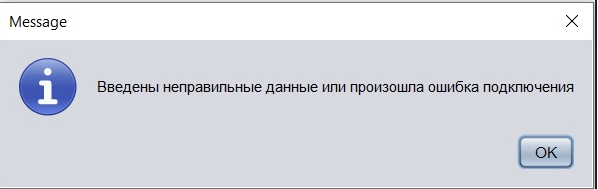 Message
Введены неправильные данные или произошла ошибка подключения
OK